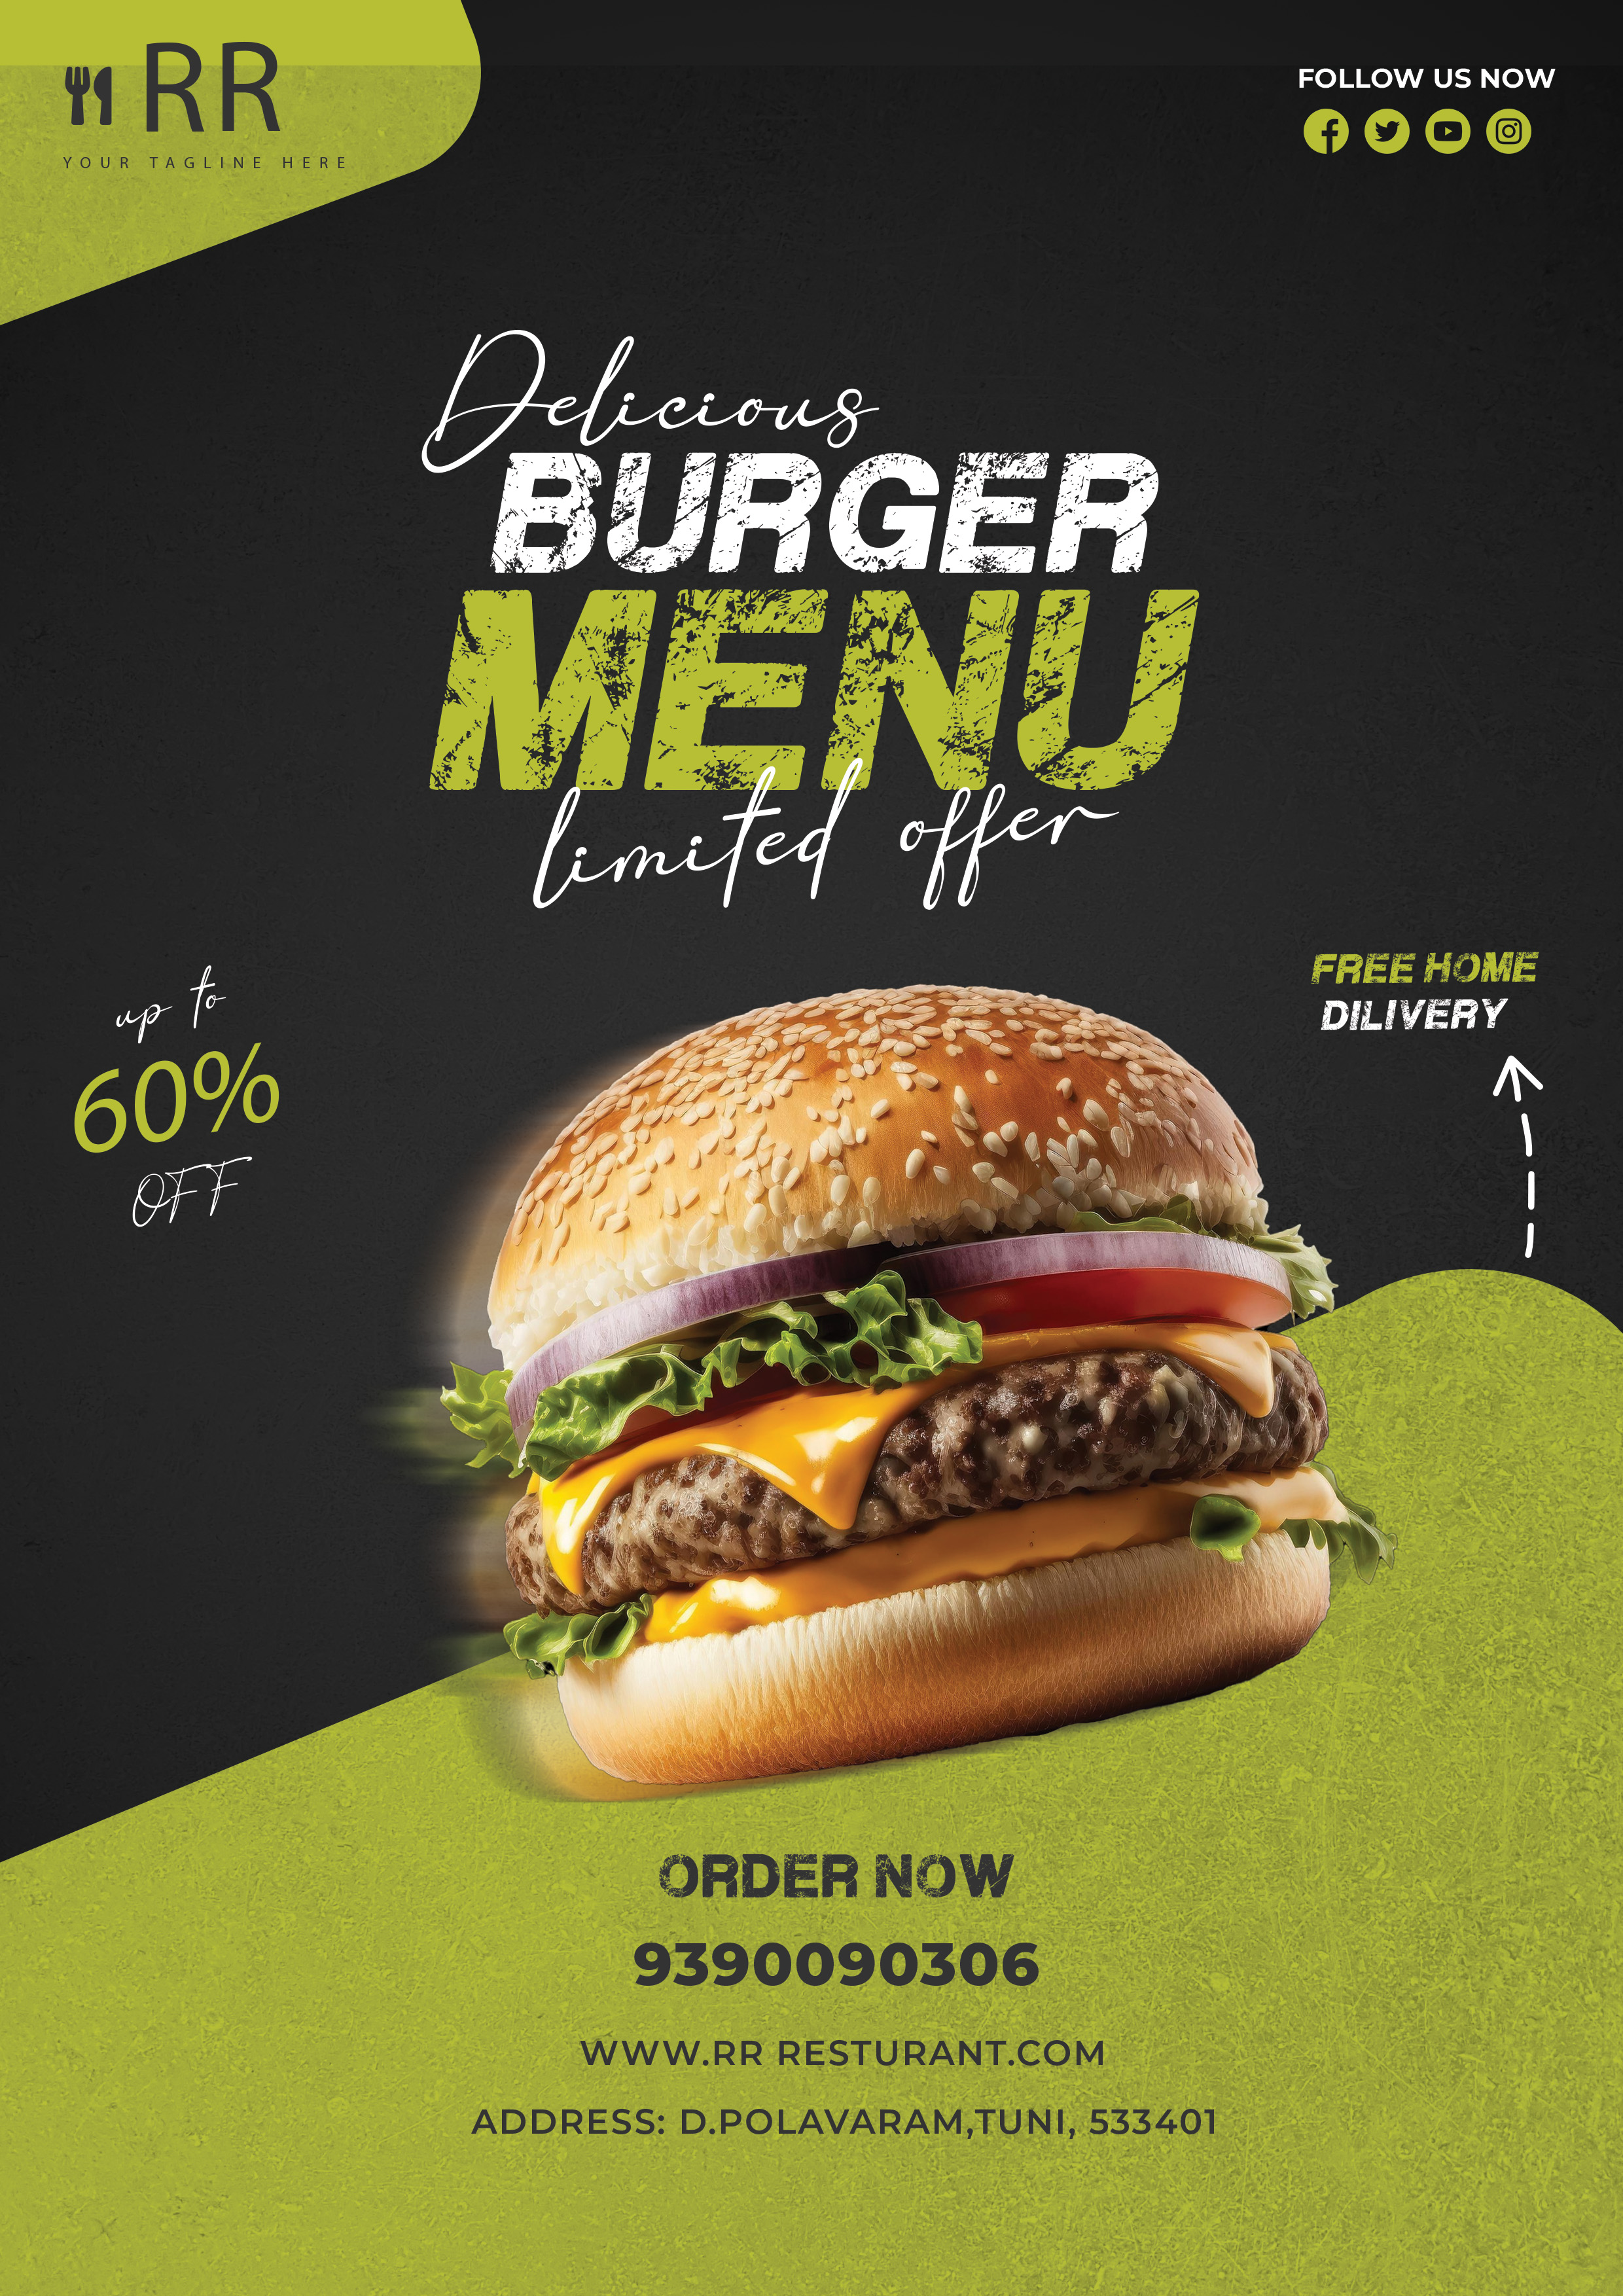 RR
YOUR TAGLINE HERE
FOLLOW US NOW
Delicious
BURGER
MENU
limited offer
up to
60%
OFF
FREE HOME
DILIVERY
ORDER NOW
9390090306
WWW.RR RESTURANT.COM
ADDRESS: D.POLAVARAM,TUNI, 533401